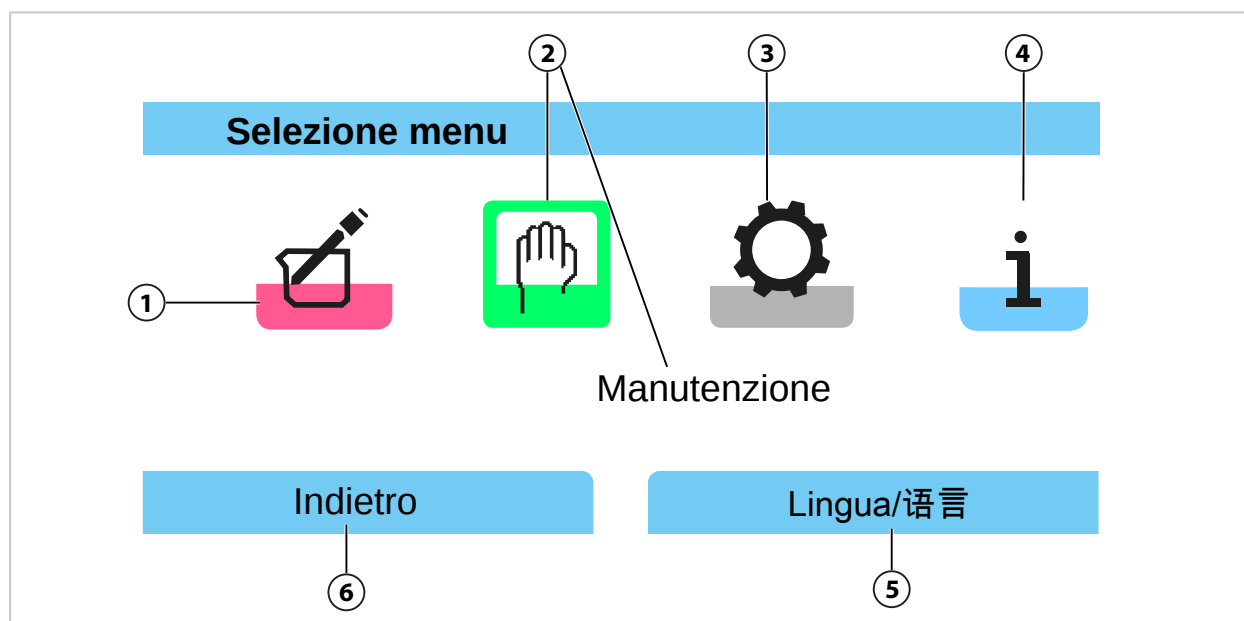 2 3 4
Selezione menu
1
Manutenzione
Indietro Lingua/语言
6 5